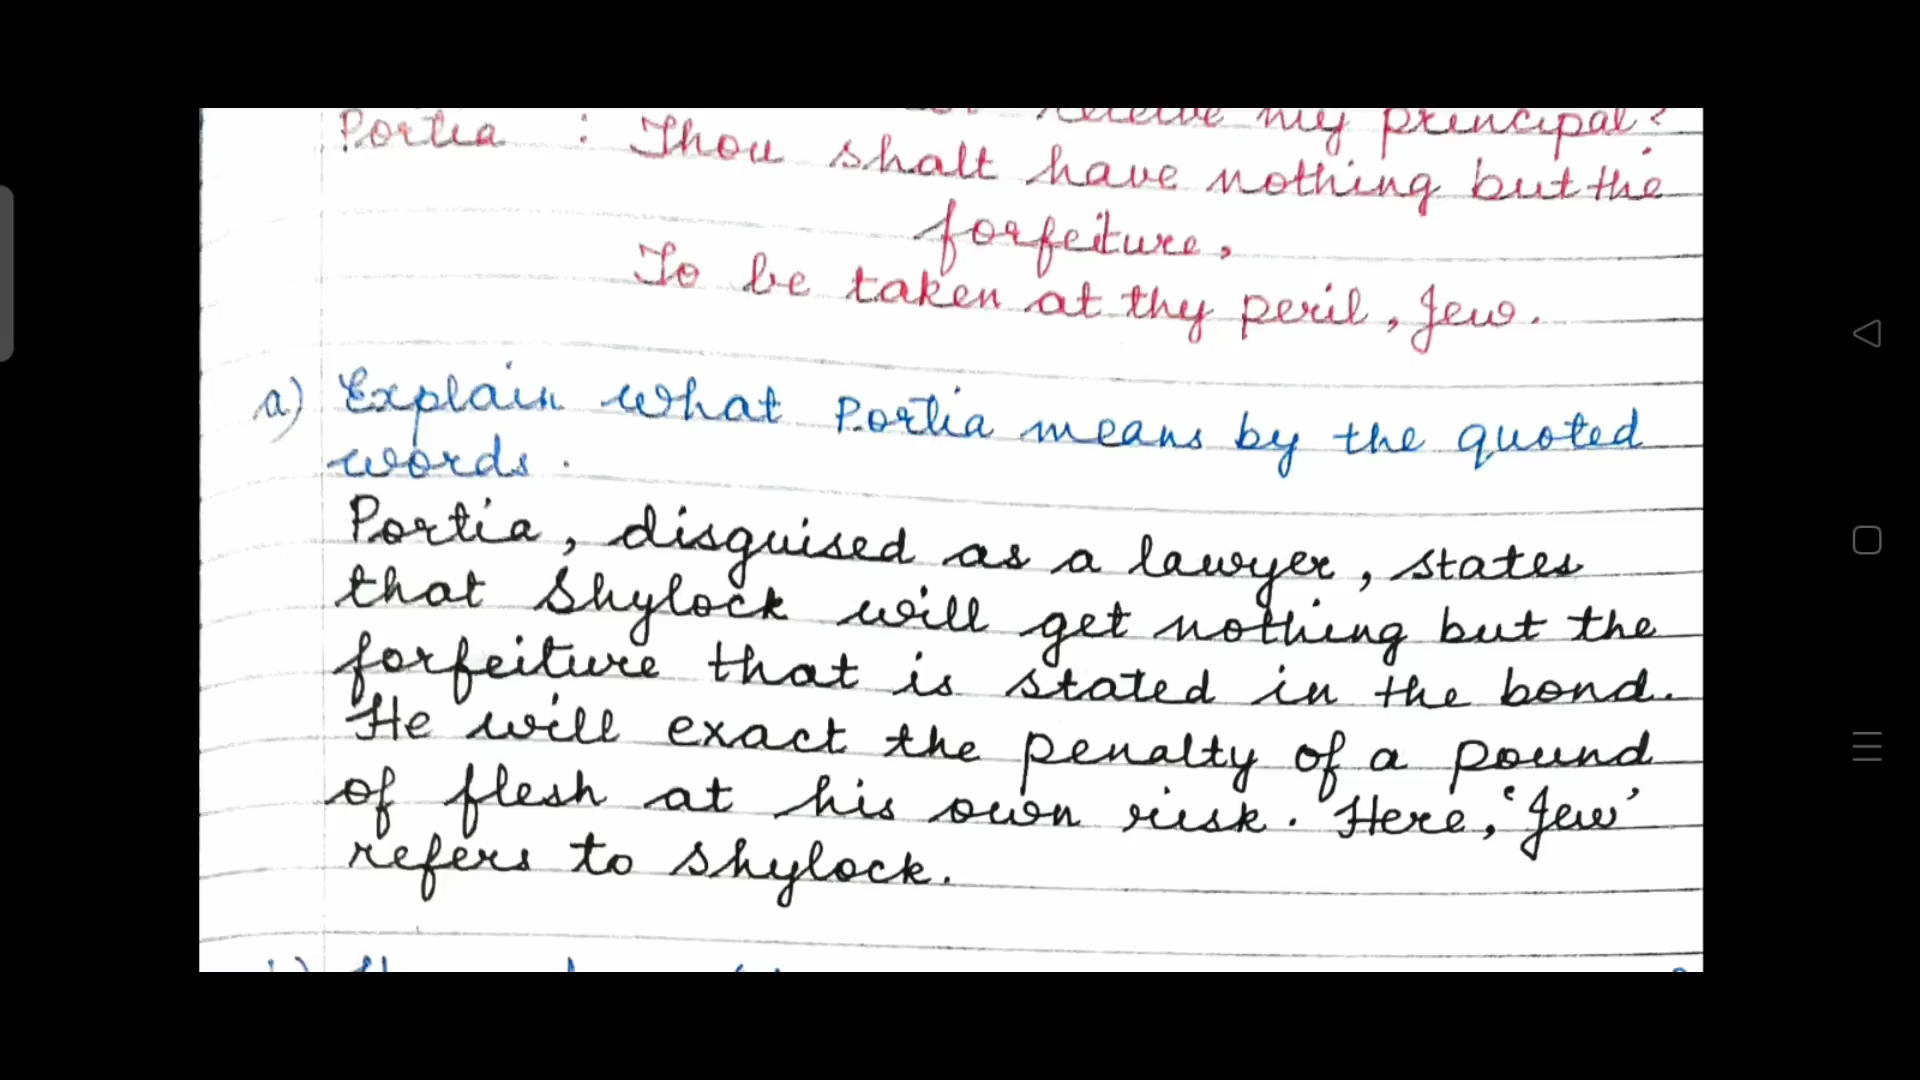 receive my principal?
Portia : Thou shalt have nothing but the
forfeiture,
To be taken at thy peril, Jew.
a) Explain what Portia means by the quoted
words.
Portia, disguised as a lawyer, states
that Shylock will get nothing but the
forfeiture that is stated in the bond.
He will exact the penalty of a pound
of flesh at his own risk. Here, 'Jew'
refers to Shylock.